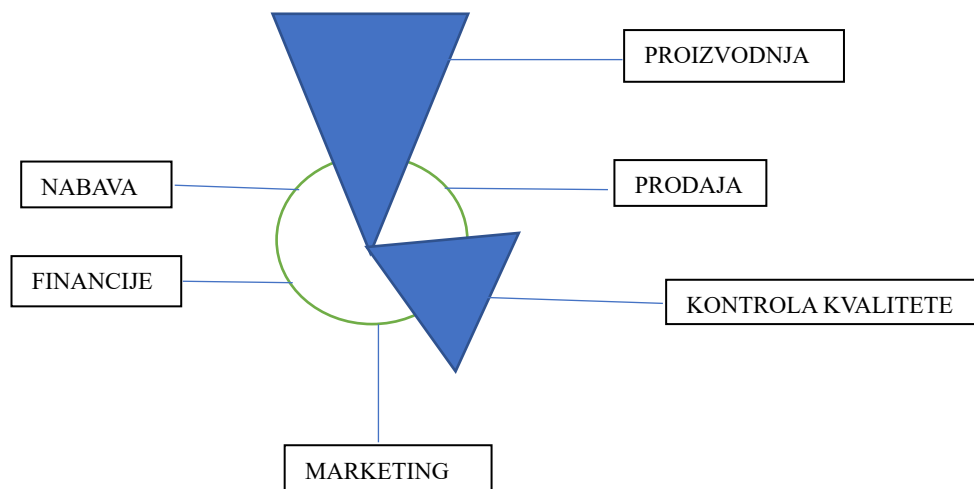 PROIZVODNJA
NABAVA
PRODAJA
FINANCIJE
KONTROLA KVALITETE
MARKETING